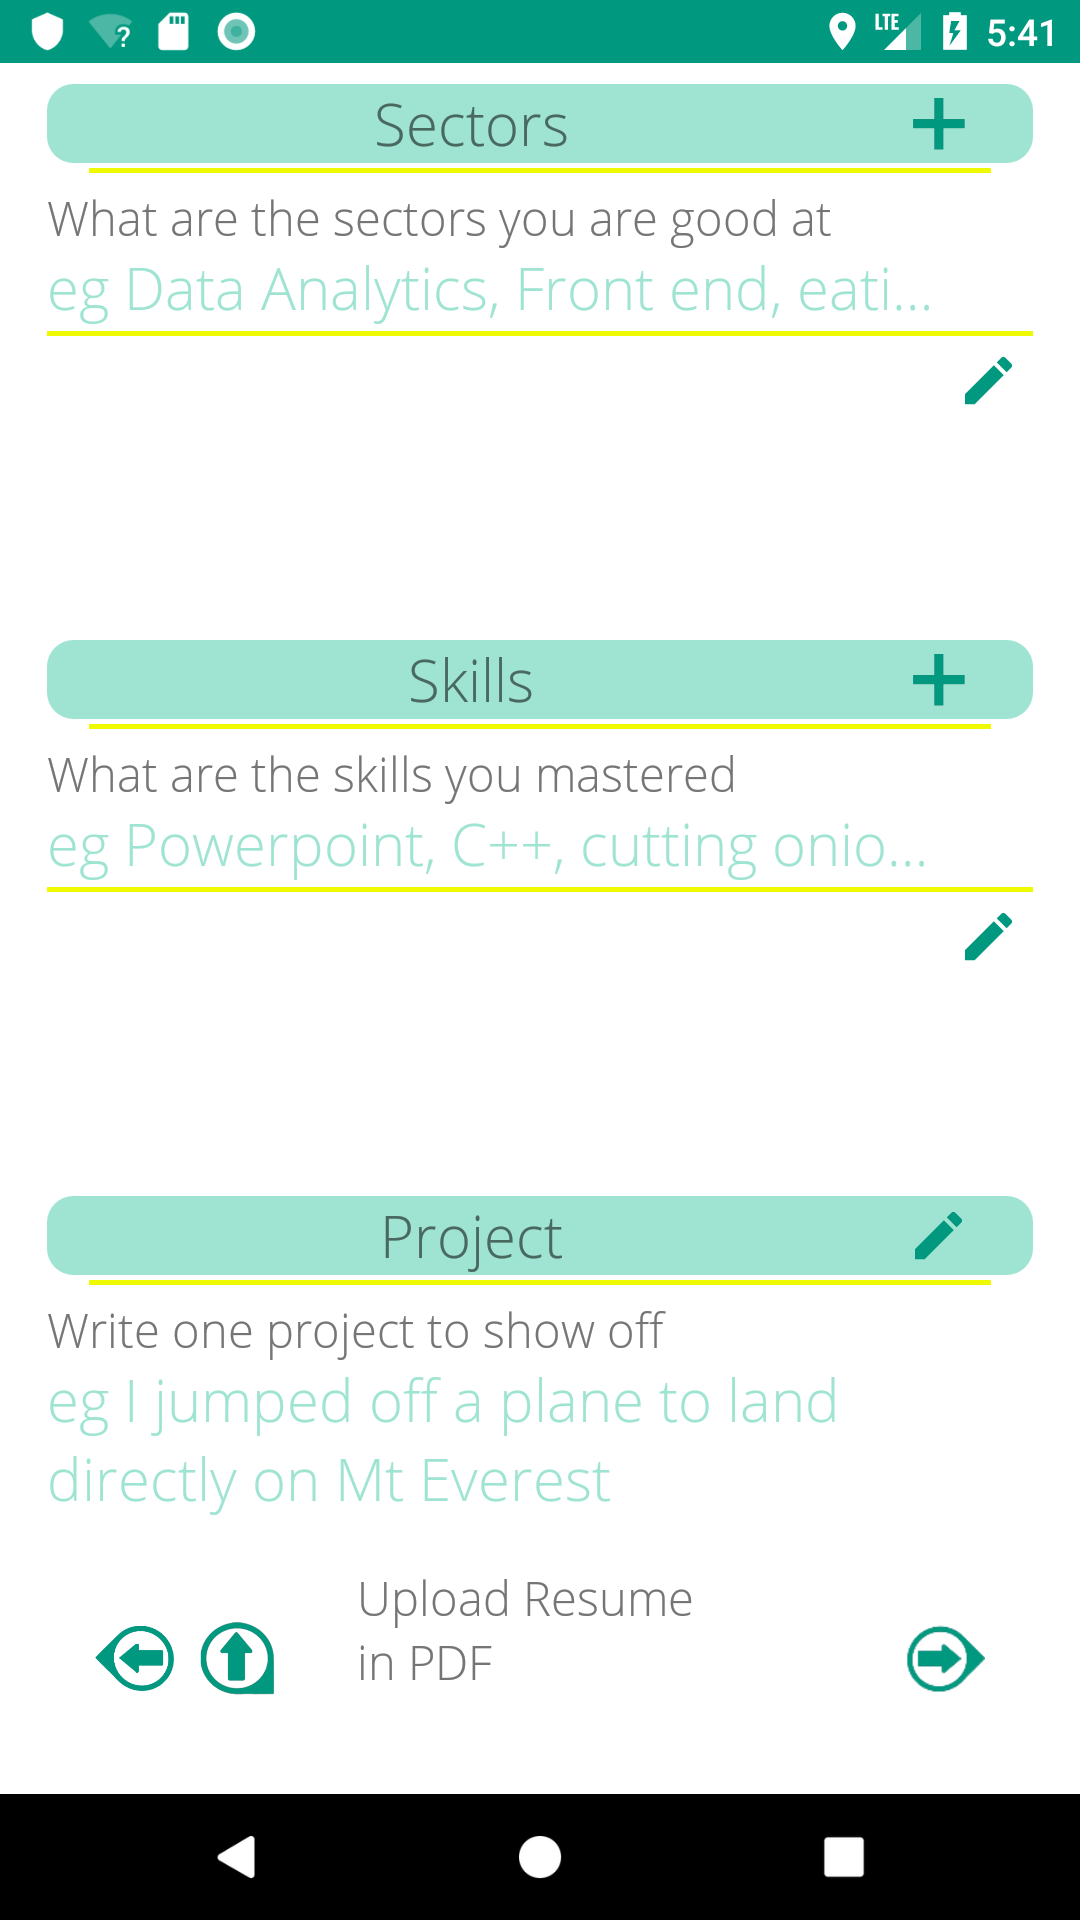 LTE 5:41
Sectors
What are the sectors you are good at
eg Data Analytics, Front end, eati...
Skills
What are the skills you mastered
eg Powerpoint, C++, cutting onio...
Project
Write one project to show off
eg I jumped off a plane to land
directly on Mt Everest
Upload Resume
in PDF